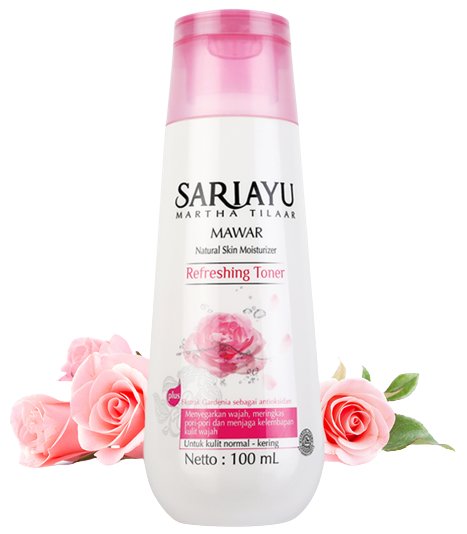 SARIAYU
MARTHA TILAAR
MAWAR
Natural Skin Moisturizer
Refreshing Toner
plus
Ekstrak Gardenia sebagai antioksidan
Menyegarkan wajah, meringkas
pori-pori dan menjaga kelembapan
kulit wajah
Untuk kulit normal - kering
Netto : 100 mL